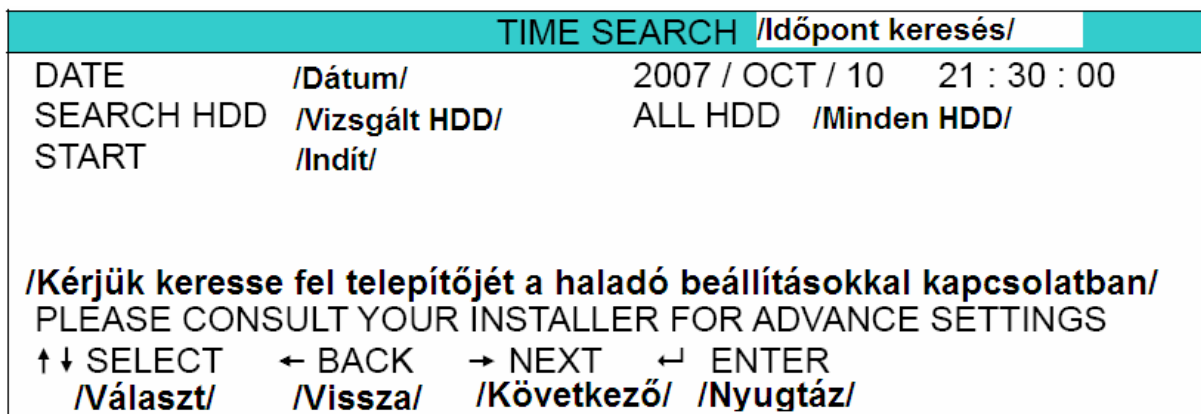 TIME SEARCH /Időpont keresés/
DATE /Dátum/ 2007 / OCT / 10 21 : 30 : 00
SEARCH HDD /Vizsgált HDD/ ALL HDD /Minden HDD/
START /Indít/
/Kérjük keresse fel telepítőjét a haladó beállításokkal kapcsolatban/
PLEASE CONSULT YOUR INSTALLER FOR ADVANCE SETTINGS
↑↓ SELECT ← BACK → NEXT ↵ ENTER
/Választ/ /Vissza/ /Következő/ /Nyugtáz/